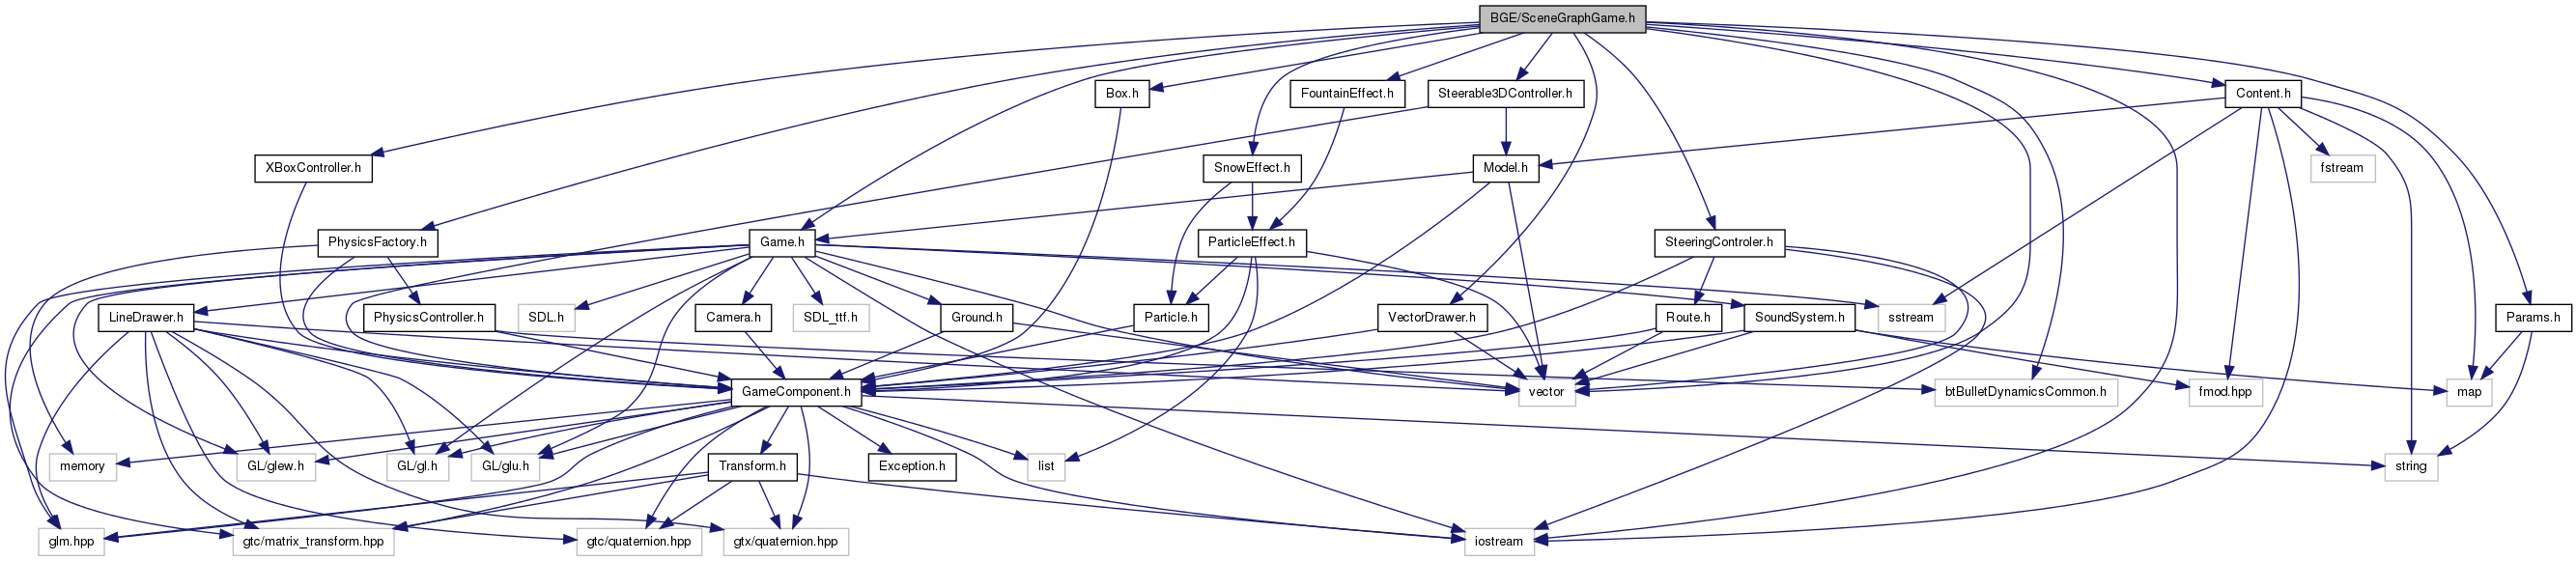 BGE/SceneGraphGame.h
Box.h
FountainEffect.h
Steerable3DController.h
Content.h
XBoxController.h
SnowEffect.h
Model.h
fstream
PhysicsFactory.h
Game.h
ParticleEffect.h
SteeringControler.h
LineDrawer.h
PhysicsController.h
SDL.h
Camera.h
SDL_ttf.h
Ground.h
Particle.h
VectorDrawer.h
Route.h
SoundSystem.h
sstream
Params.h
GameComponent.h
vector
btBulletDynamicsCommon.h
fmod.hpp
map
memory
GL/glew.h
GL/gl.h
GL/glu.h
Transform.h
Exception.h
list
string
glm.hpp
gtc/matrix_transform.hpp
gtc/quaternion.hpp
gtx/quaternion.hpp
iostream